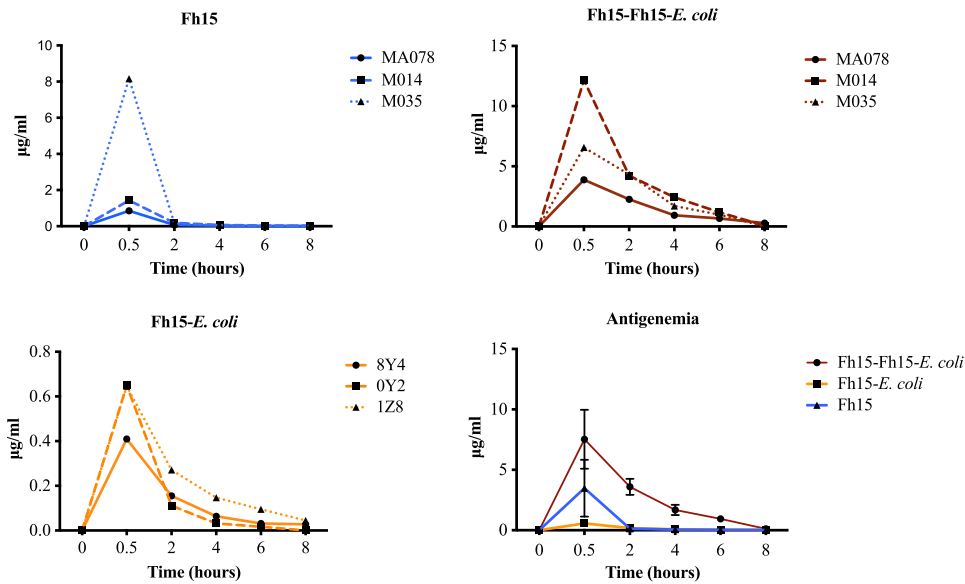 Fh15
10
8
6
4
2
0
µg/ml
0 0.5 2 4 6 8
Time (hours)
MA078
M014
M035
Fh15-Fh15-E. coli
15
10
5
0
µg/ml
0 0.5 2 4 6 8
Time (hours)
MA078
M014
M035
Fh15-E. coli
0.8
0.6
0.4
0.2
0.0
µg/ml
0 0.5 2 4 6 8
Time (hours)
8Y4
0Y2
1Z8
Antigenemia
15
10
5
0
µg/ml
0 0.5 2 4 6 8
Time (hours)
Fh15-Fh15-E. coli
Fh15-E. coli
Fh15